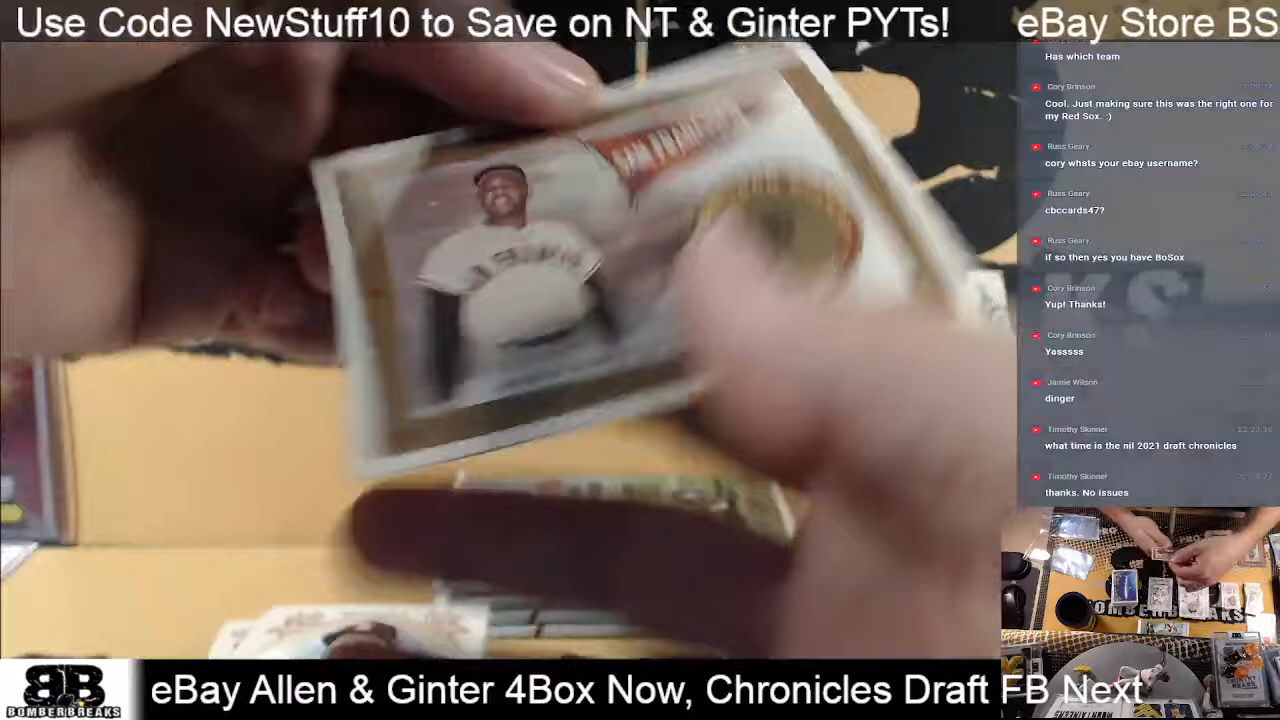 Use Code NewStuff10 to Save on NT & Ginter PYTs!
eBay Store BS
Has which team
Cory Brinson
Cool. Just making sure this was the right one for
my Red Sox. :)
Russ Geary
cory whats your ebay username?
Russ Geary
cbccards47?
Russ Geary
if so then yes you have BoSox
Cory Brinson
Yup! Thanks!
Cory Brinson
Yasssss
Jamie Wilson
dinger
Timothy Skinner
what time is the nil 2021 draft chronicles
Timothy Skinner
thanks. No issues
BOMBERBREAKS
BB
BOMBERBREAKS
eBay Allen & Ginter 4Box Now, Chronicles Draft FB Next